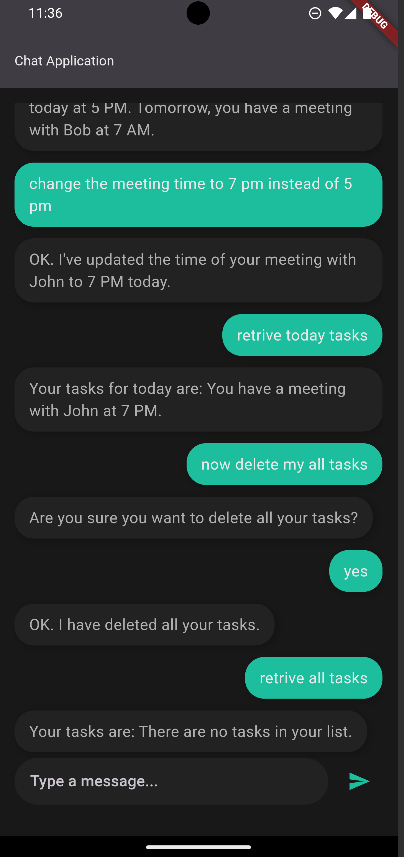 11:36
DEBUG
Chat Application
today at 5 PM. Tomorrow, you have a meeting
with Bob at 7 AM.
change the meeting time to 7 pm instead of 5
pm
OK. I've updated the time of your meeting with
John to 7 PM today.
retrive today tasks
Your tasks for today are: You have a meeting
with John at 7 PM.
now delete my all tasks
Are you sure you want to delete all your tasks?
yes
OK. I have deleted all your tasks.
retrive all tasks
Your tasks are: There are no tasks in your list.
Type a message...